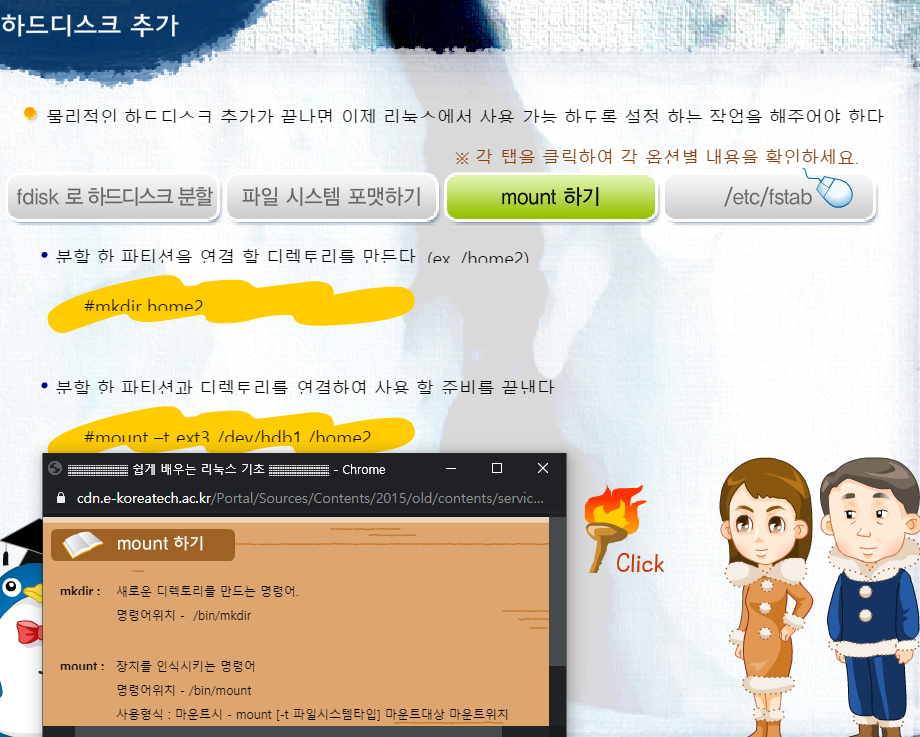 하드디스크 추가
물리적인 하드디스크 추가가 끝나면 이제 리눅스에서 사용 가능 하도록 설정 하는 작업을 해주어야 한다
※ 각 탭을 클릭하여 각 옵션별 내용을 확인하세요.
fdisk 로 하드디스크 분할
파일 시스템 포맷하기
mount 하기
/etc/fstab
• 분할 한 파티션을 연결 할 디렉토리를 만든다 (ex. /home2)
#mkdir home2
• 분할 한 파티션과 디렉토리를 연결하여 사용 할 준비를 끝낸다
#mount –t ext3 /dev/hdb1 /home2
쉽게 배우는 리눅스 기초 - Chrome
cdn.e-koreatech.ac.kr/Portal/Sources/Contents/2015/old/contents/servic...
mount 하기
mkdir : 새로운 디렉토리를 만드는 명령어.
명령어위치 - /bin/mkdir
mount : 장치를 인식시키는 명령어
명령어위치 - /bin/mount
사용형식 : 마운트시 - mount [-t 파일시스템타입] 마운트대상 마운트위치
Click